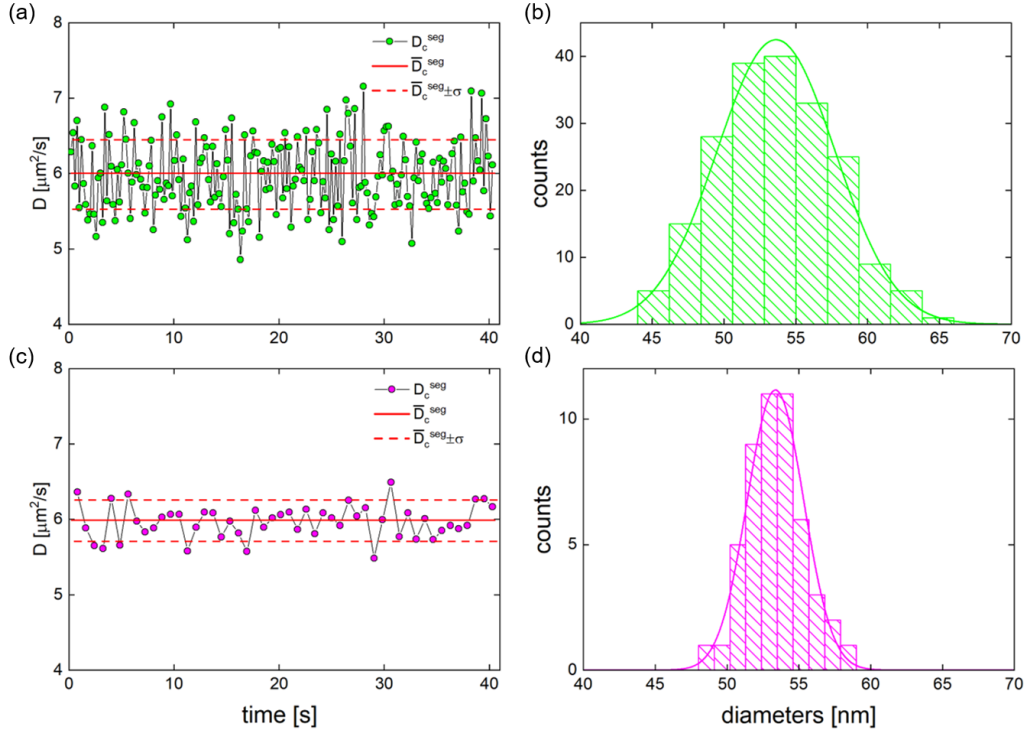 (a)
8
7
6
5
4
D [μm²/s]
D_c^seg
D̅_c^seg
D̅_c^seg±σ
0 10 20 30 40
(b)
40
30
20
10
0
counts
40 45 50 55 60 65 70
(c)
8
7
6
5
4
D [μm²/s]
D_c^seg
D̅_c^seg
D̅_c^seg±σ
0 10 20 30 40
time [s]
(d)
10
5
0
counts
40 45 50 55 60 65 70
diameters [nm]